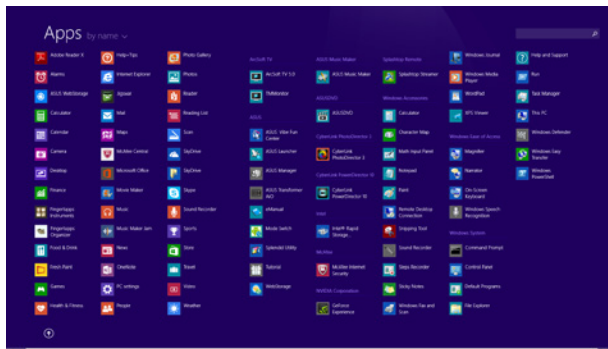 Apps by name
Adobe Reader X
Alarms
ASUS WebStorage
Calculator
Calendar
Camera
Desktop
Finance
Fingertapps Instruments
Fingertapps Organizer
Food & Drink
Fresh Paint
Games
Health & Fitness
Help+Tips
Internet Explorer
Jigsaw
Mail
Maps
McAfee Central
Microsoft Office
Movie Maker
Music
Music Maker Jam
News
OneNote
PC settings
People
Photo Gallery
Photos
Reader
Reading List
Scan
SkyDrive
SkyDrive
Skype
Sound Recorder
Sports
Store
Travel
Video
Weather
ArcSoft TV
ArcSoft TV 5.0
TMMonitor
ASUS
ASUS Vibe Fun Center
ASUS Launcher
ASUS Manager
ASUS Transformer AiO
eManual
Mode Switch
Splendid Utility
Tutorial
WebStorage
ASUS Music Maker
ASUS Music Maker
ASUSDVD
ASUSDVD
CyberLink PhotoDirector 3
CyberLink PhotoDirector 3
CyberLink PowerDirector 10
CyberLink PowerDirector 10
Intel
Intel® Rapid Storage...
McAfee
McAfee Internet Security
NVIDIA Corporation
GeForce Experience
Splashtop Remote
Splashtop Streamer
Windows Accessories
Calculator
Character Map
Math Input Panel
Notepad
Paint
Remote Desktop Connection
Snipping Tool
Sound Recorder
Steps Recorder
Sticky Notes
Windows Fax and Scan
Windows Journal
Windows Media Player
WordPad
XPS Viewer
Windows Ease of Access
Magnifier
Narrator
On-Screen Keyboard
Windows Speech Recognition
Windows System
Command Prompt
Control Panel
Default Programs
File Explorer
Help and Support
Run
Task Manager
This PC
Windows Defender
Windows Easy Transfer
Windows PowerShell